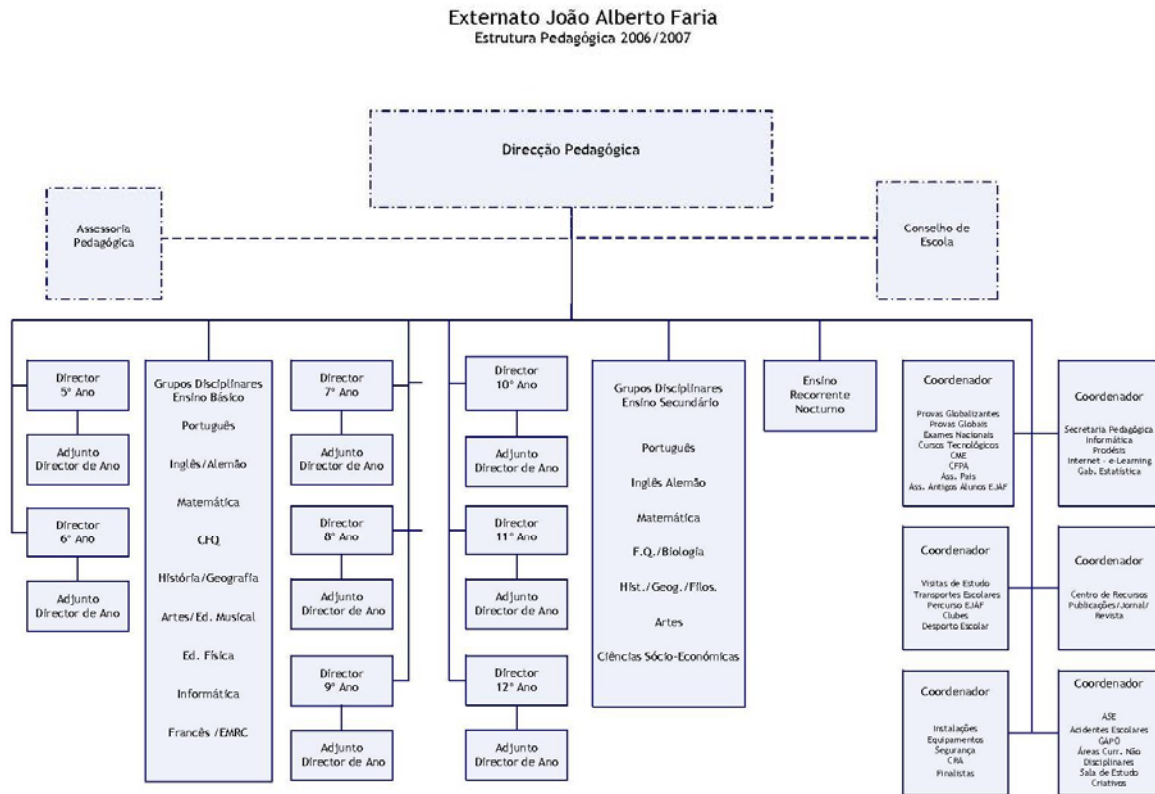 Externato João Alberto Faria
Estrutura Pedagógica 2006/2007
Direcção Pedagógica
Assessoria
Pedagógica
Conselho de
Escola
Director
5º Ano
Adjunto
Director de Ano
Director
6º Ano
Adjunto
Director de Ano
Grupos Disciplinares
Ensino Básico
Português
Inglês/Alemão
Matemática
CFQ
História/Geografia
Artes/Ed. Musical
Ed. Física
Informática
Francês /EMRC
Director
7º Ano
Adjunto
Director de Ano
Director
8º Ano
Adjunto
Director de Ano
Director
9º Ano
Adjunto
Director de Ano
Director
10º Ano
Adjunto
Director de Ano
Director
11º Ano
Adjunto
Director de Ano
Director
12º Ano
Adjunto
Director de Ano
Grupos Disciplinares
Ensino Secundário
Português
Inglês Alemão
Matemática
F.Q./Biologia
Hist./Geog./Filos.
Artes
Ciências Sócio-Económicas
Ensino
Recorrente
Nocturno
Coordenador
Provas Globalizantes
Provas Globais
Exames Nacionais
Cursos Tecnológicos
CME
CFPA
Ass. Pais
Ass. Antigos Alunos EJAF
Coordenador
Secretaria Pedagógica
Informática
Prodésis
Internet - e-Learning
Gab. Estatística
Coordenador
Visitas de Estudo
Transportes Escolares
Percurso EJAF
Clubes
Desporto Escolar
Coordenador
Centro de Recursos
Publicações/Jornal/
Revista
Coordenador
Instalações
Equipamentos
Segurança
CRA
Finalistas
Coordenador
ASE
Acidentes Escolares
GAPO
Áreas Curr. Não
Disciplinares
Sala de Estudo
Criativos